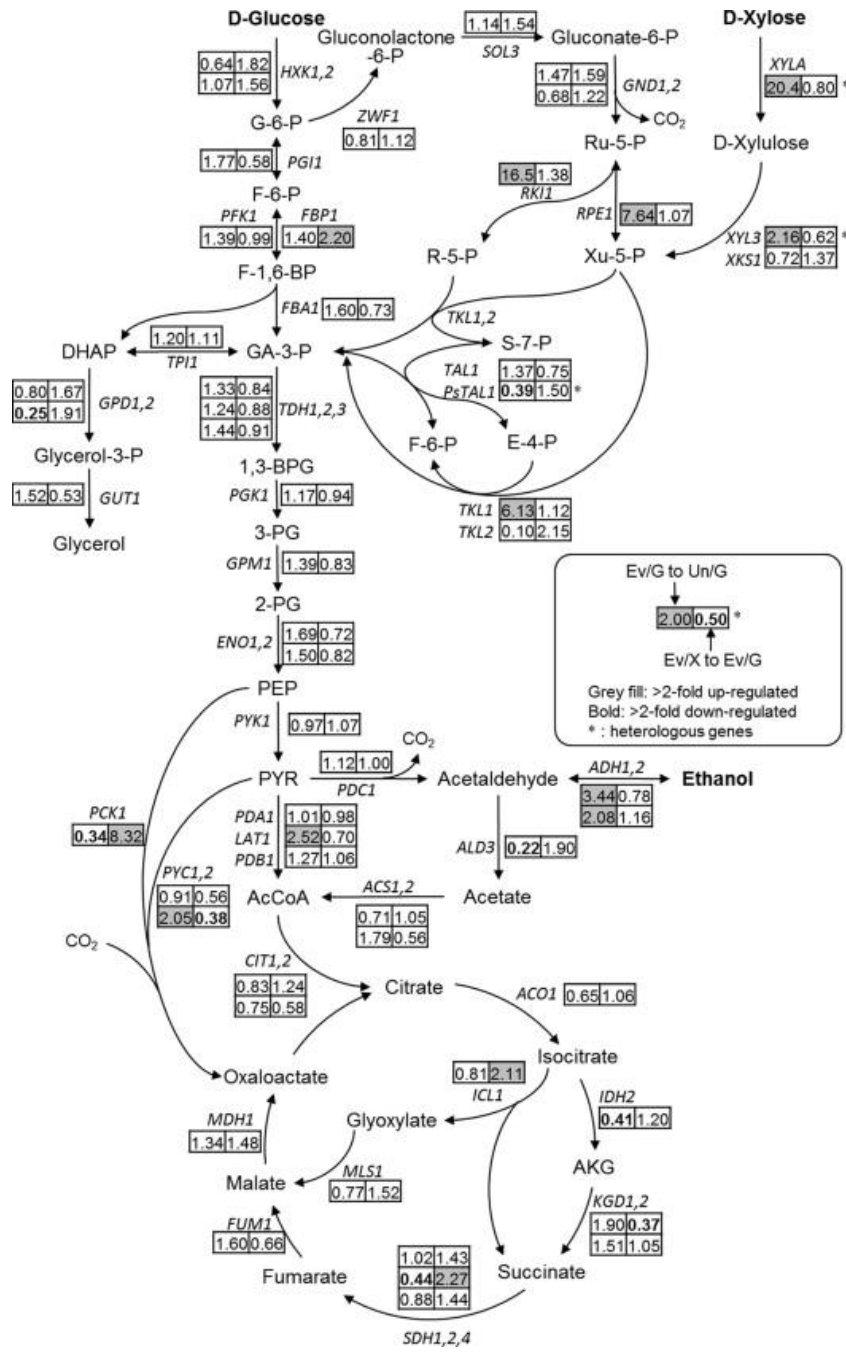 D-Glucose
Gluconolactone
-6-P
1.14 1.54
SOL3
Gluconate-6-P
D-Xylose
0.64 1.82
1.07 1.56
HXK1,2
1.47 1.59
0.68 1.22
GND1,2
CO2
XYLA
20.4 0.80 *
G-6-P
ZWF1
0.81 1.12
Ru-5-P
D-Xylulose
1.77 0.58
PGI1
16.5 1.38
RKI1
F-6-P
RPE1
7.64 1.07
PFK1
1.39 0.99
FBP1
1.40 2.20
XYL3 2.16 0.62 *
XKS1 0.72 1.37
R-5-P
Xu-5-P
F-1,6-BP
FBA1 1.60 0.73
TKL1,2
DHAP
1.20 1.11
TPI1
GA-3-P
S-7-P
0.80 1.67
0.25 1.91
GPD1,2
1.33 0.84
1.24 0.88
1.44 0.91
TDH1,2,3
TAL1 1.37 0.75
PsTAL1 0.39 1.50 *
F-6-P
E-4-P
Glycerol-3-P
1,3-BPG
1.52 0.53
GUT1
PGK1 1.17 0.94
TKL1 6.13 1.12
TKL2 0.10 2.15
Glycerol
3-PG
GPM1 1.39 0.83
Ev/G to Un/G
2.00 0.50 *
Ev/X to Ev/G
Grey fill: >2-fold up-regulated
Bold: >2-fold down-regulated
* : heterologous genes
2-PG
ENO1,2
1.69 0.72
1.50 0.82
PEP
PYK1 0.97 1.07
CO2
PYR
1.12 1.00
PDC1
Acetaldehyde
ADH1,2
3.44 0.78
2.08 1.16
Ethanol
PCK1
0.34 8.32
PDA1 1.01 0.98
LAT1 2.52 0.70
PDB1 1.27 1.06
ALD3 0.22 1.90
PYC1,2
0.91 0.56
2.05 0.38
AcCoA
ACS1,2
0.71 1.05
1.79 0.56
Acetate
CO2
CIT1,2
0.83 1.24
0.75 0.58
Citrate
ACO1 0.65 1.06
Isocitrate
Oxaloactate
0.81 2.11
ICL1
IDH2
0.41 1.20
MDH1
1.34 1.48
Glyoxylate
AKG
Malate
MLS1
0.77 1.52
KGD1,2
1.90 0.37
1.51 1.05
FUM1
1.60 0.66
Fumarate
1.02 1.43
0.44 2.27
0.88 1.44
Succinate
SDH1,2,4